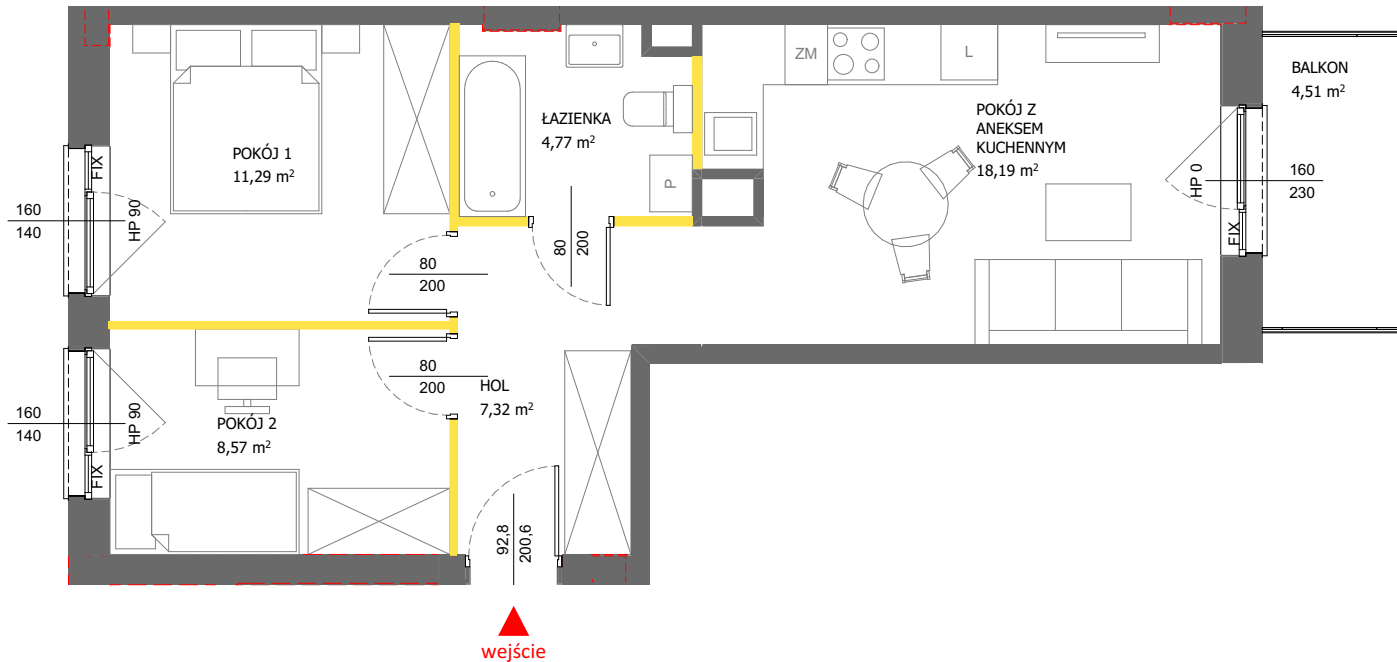 POKÓJ 1
11,29 m²
FIX
HP 90
160
140
80
200
ŁAZIENKA
4,77 m²
P
80
200
ZM
L
POKÓJ Z
ANEKSEM
KUCHENNYM
18,19 m²
HP 0
FIX
160
230
BALKON
4,51 m²
80
200
HOL
7,32 m²
POKÓJ 2
8,57 m²
HP 90
FIX
160
140
92,8
200,6
wejście